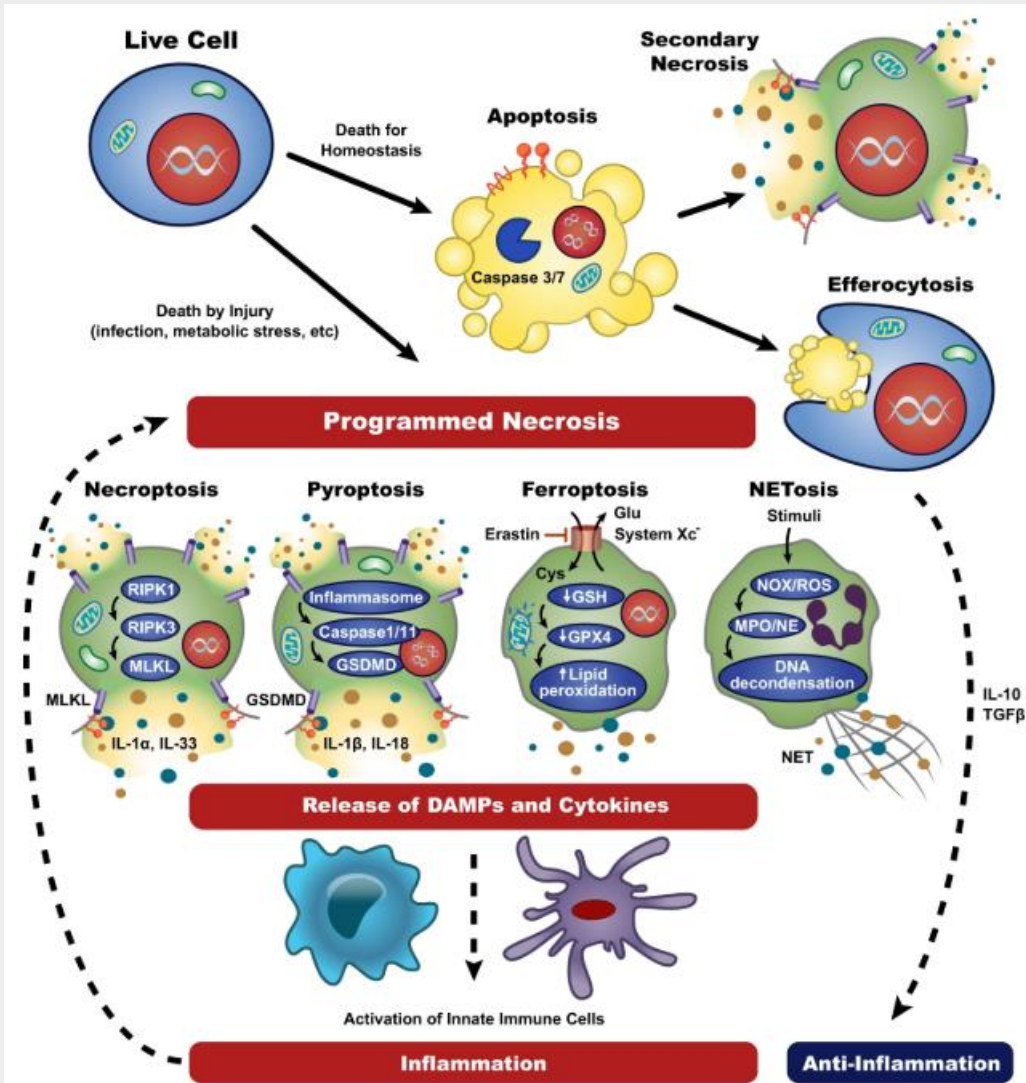 Live Cell
Secondary
Necrosis
Death for
Homeostasis
Apoptosis
Caspase 3/7
Efferocytosis
Death by Injury
(infection, metabolic stress, etc)
Programmed Necrosis
Necroptosis
Pyroptosis
Ferroptosis
NETosis
RIPK1
RIPK3
MLKL
MLKL
IL-1α, IL-33
Inflammasome
Caspase1/11
GSDMD
GSDMD
IL-1β, IL-18
Erastin
Glu
System Xc⁻
Cys
↓GSH
↓GPX4
↑Lipid
peroxidation
Stimuli
NOX/ROS
MPO/NE
DNA
decondensation
NET
IL-10
TGFβ
Release of DAMPs and Cytokines
Activation of Innate Immune Cells
Inflammation
Anti-Inflammation